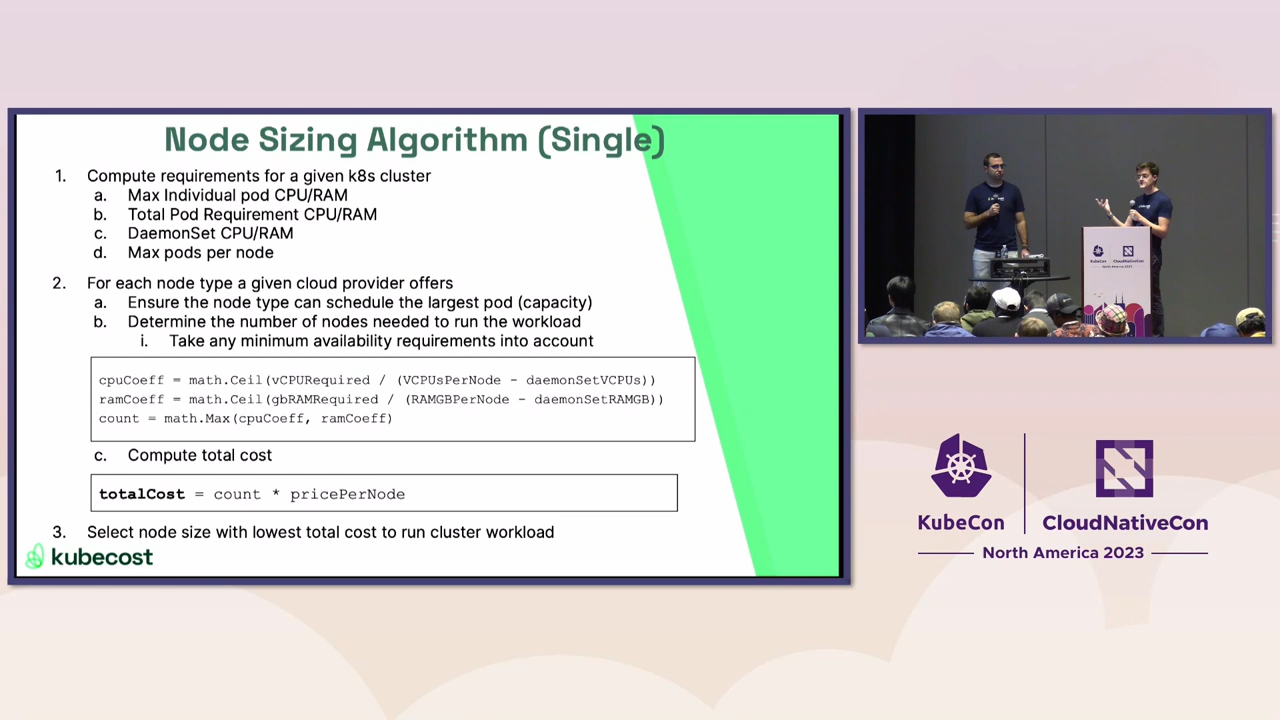 Node Sizing Algorithm (Single)
1. Compute requirements for a given k8s cluster
a. Max Individual pod CPU/RAM
b. Total Pod Requirement CPU/RAM
c. DaemonSet CPU/RAM
d. Max pods per node
2. For each node type a given cloud provider offers
a. Ensure the node type can schedule the largest pod (capacity)
b. Determine the number of nodes needed to run the workload
i. Take any minimum availability requirements into account
cpuCoeff = math.Ceil(vCPURequired / (VCPUsPerNode - daemonSetVCPUs))
ramCoeff = math.Ceil(gbRAMRequired / (RAMGBPerNode - daemonSetRAMGB))
count = math.Max(cpuCoeff, ramCoeff)
c. Compute total cost
totalCost = count * pricePerNode
3. Select node size with lowest total cost to run cluster workload
kubecost
KubeCon CloudNativeCon
North America 2023
KubeCon CloudNativeCon
North America 2023